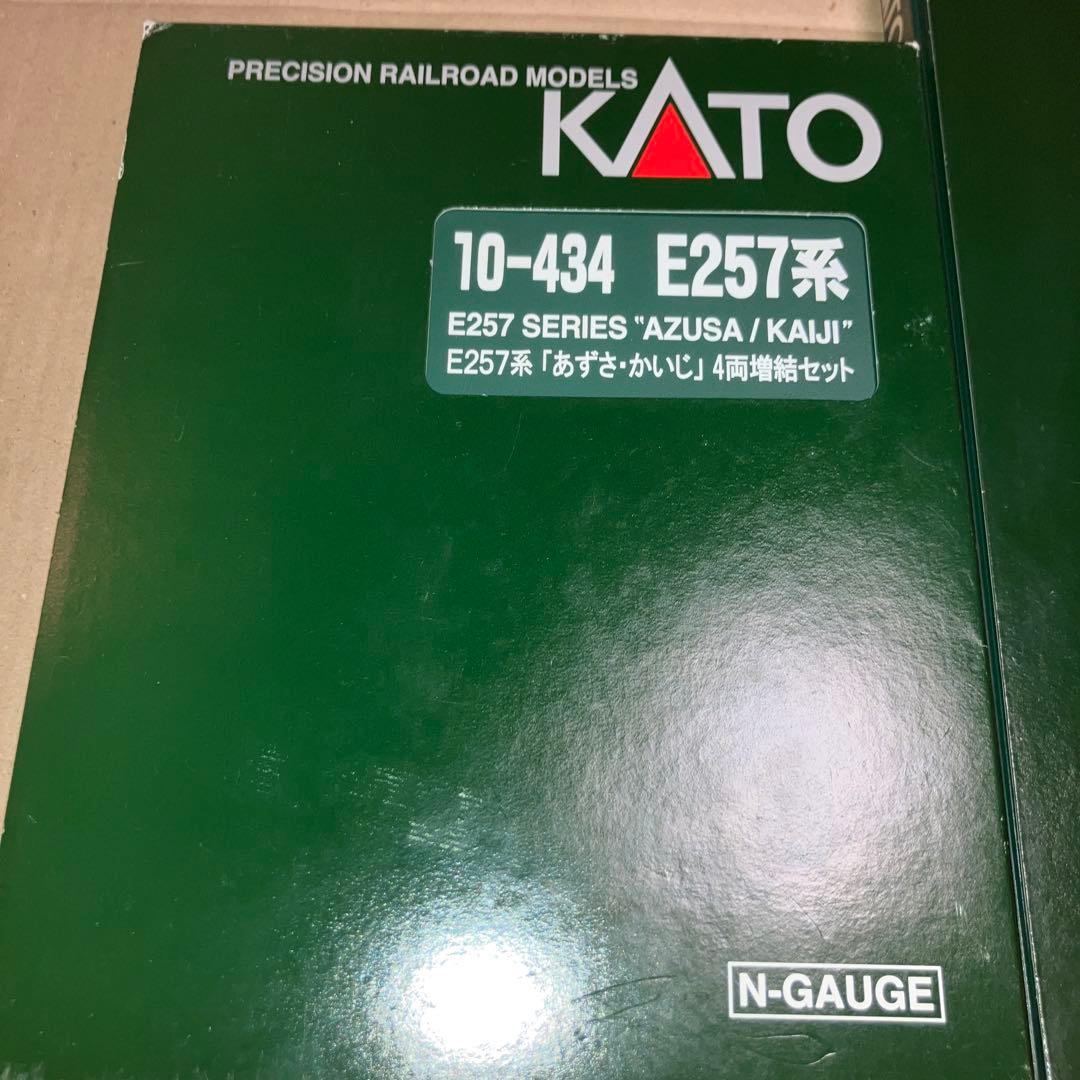 PRECISION RAILROAD MODELS
KATO
10-434 E257系
E257 SERIES "AZUSA / KAIJI"
E257系「あずさ・かいじ」4両増結セット
N-GAUGE